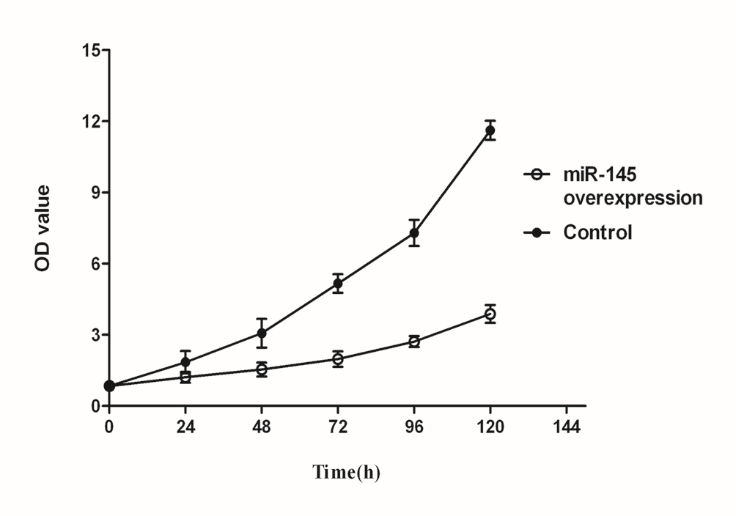 15
12
9
6
3
0
OD value
0 24 48 72 96 120 144
Time(h)
miR-145
overexpression
Control